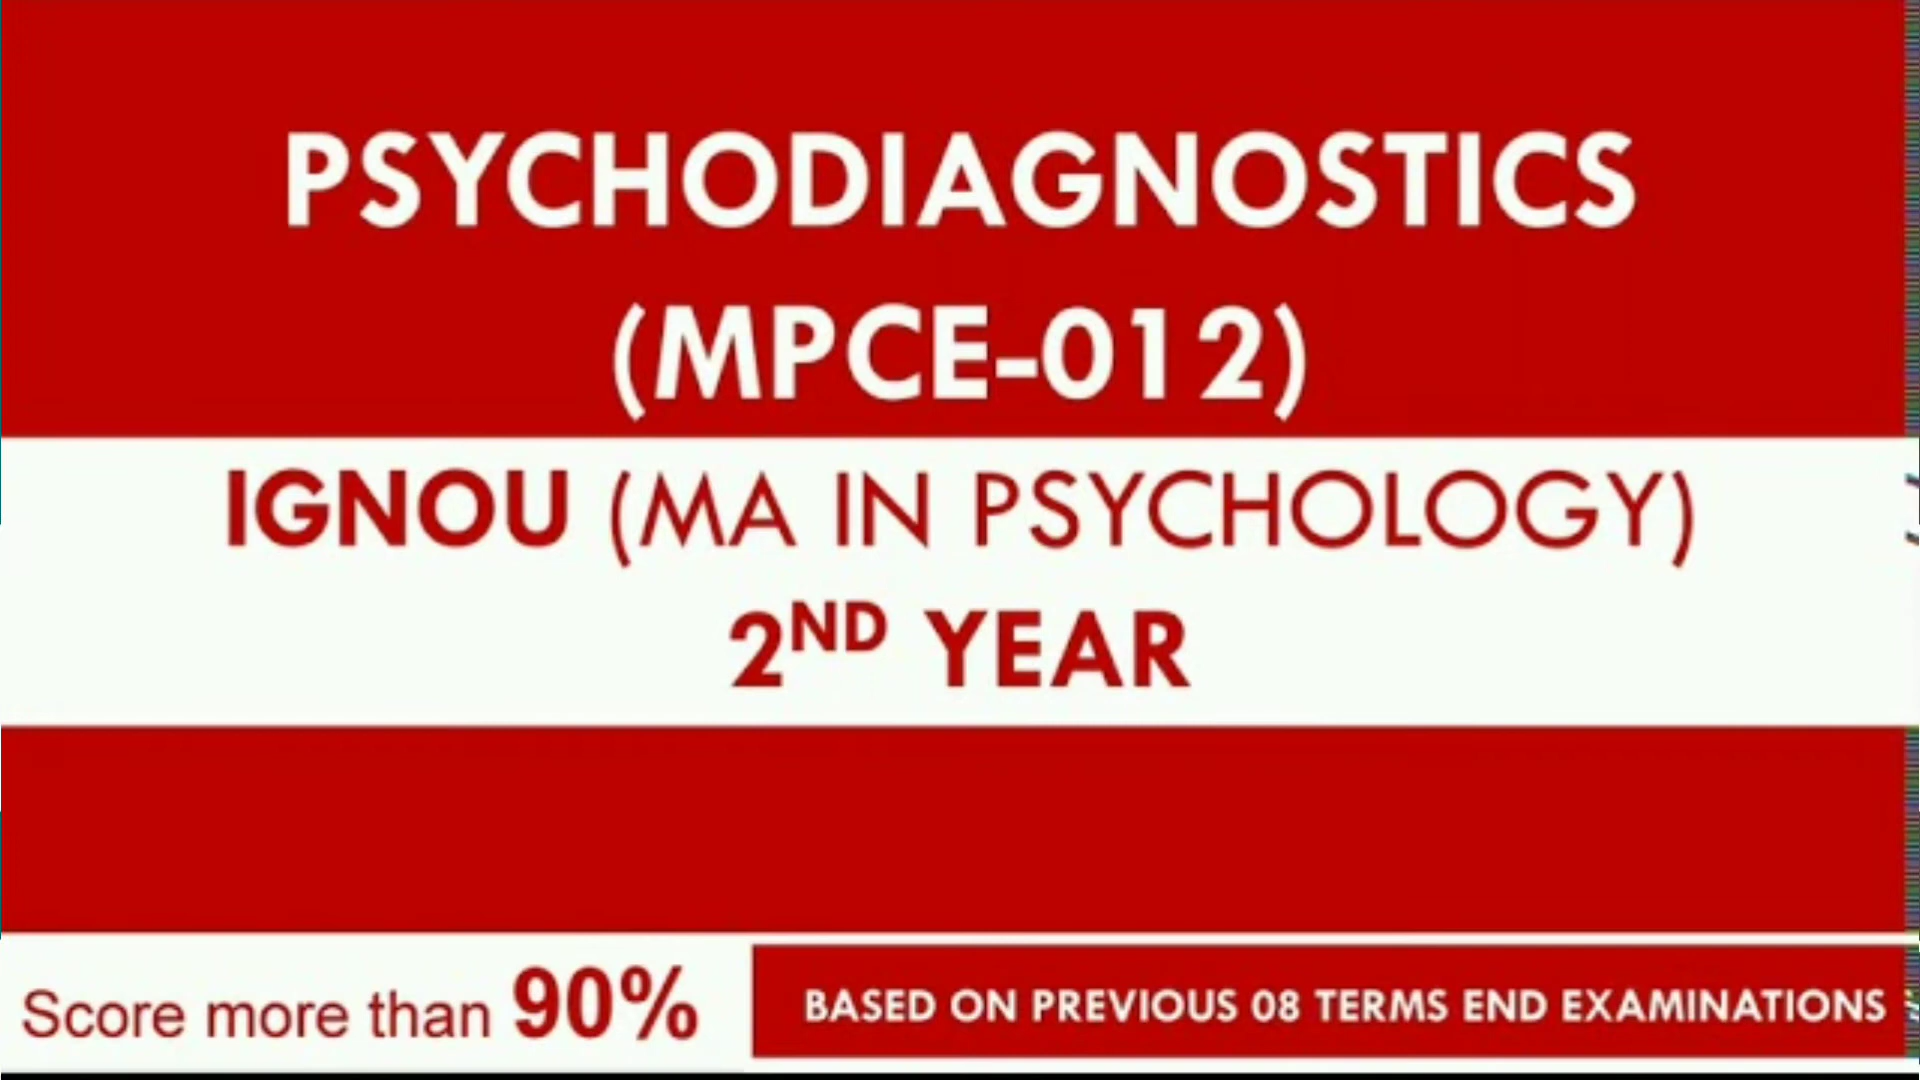 PSYCHODIAGNOSTICS
(MPCE-012)
IGNOU (MA IN PSYCHOLOGY)
2ND YEAR
Score more than 90%
BASED ON PREVIOUS 08 TERMS END EXAMINATIONS